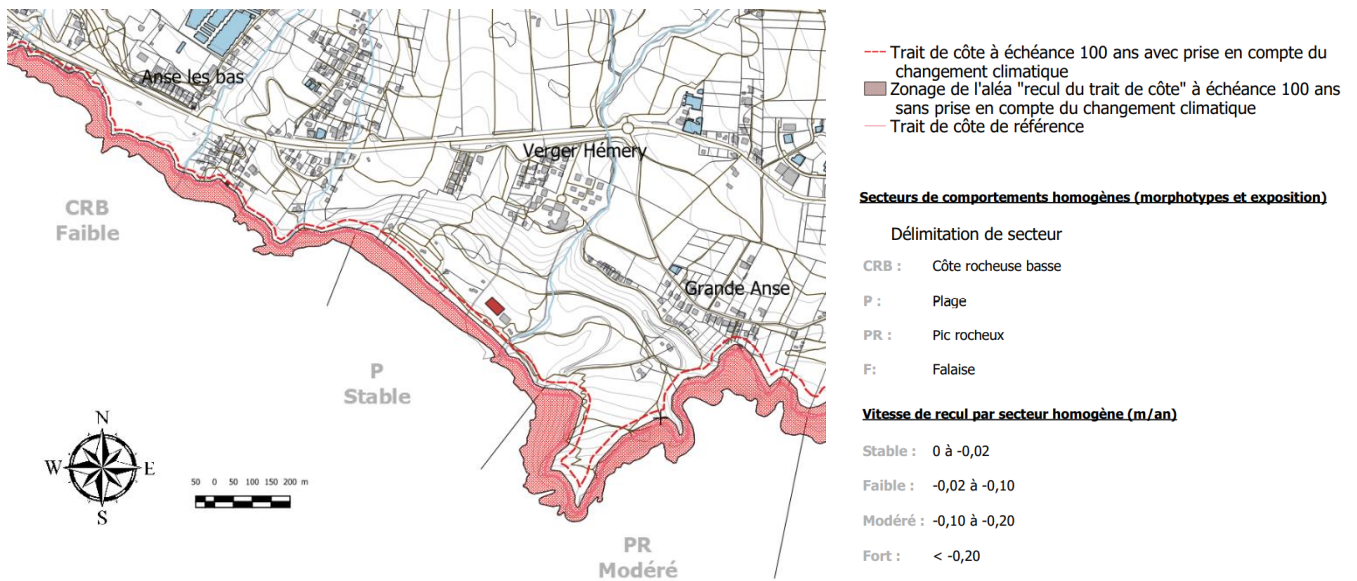 Anse les bas
Verger Hémery
Grande Anse
CRB
Faible
P
Stable
PR
Modéré
N
W
E
S
50 0 50 100 150 200 m
Trait de côte à échéance 100 ans avec prise en compte du
changement climatique
Zonage de l'aléa "recul du trait de côte" à échéance 100 ans
sans prise en compte du changement climatique
Trait de côte de référence
Secteurs de comportements homogènes (morphotypes et exposition)
Délimitation de secteur
CRB : Côte rocheuse basse
P : Plage
PR : Pic rocheux
F: Falaise
Vitesse de recul par secteur homogène (m/an)
Stable : 0 à -0,02
Faible : -0,02 à -0,10
Modéré : -0,10 à -0,20
Fort : < -0,20